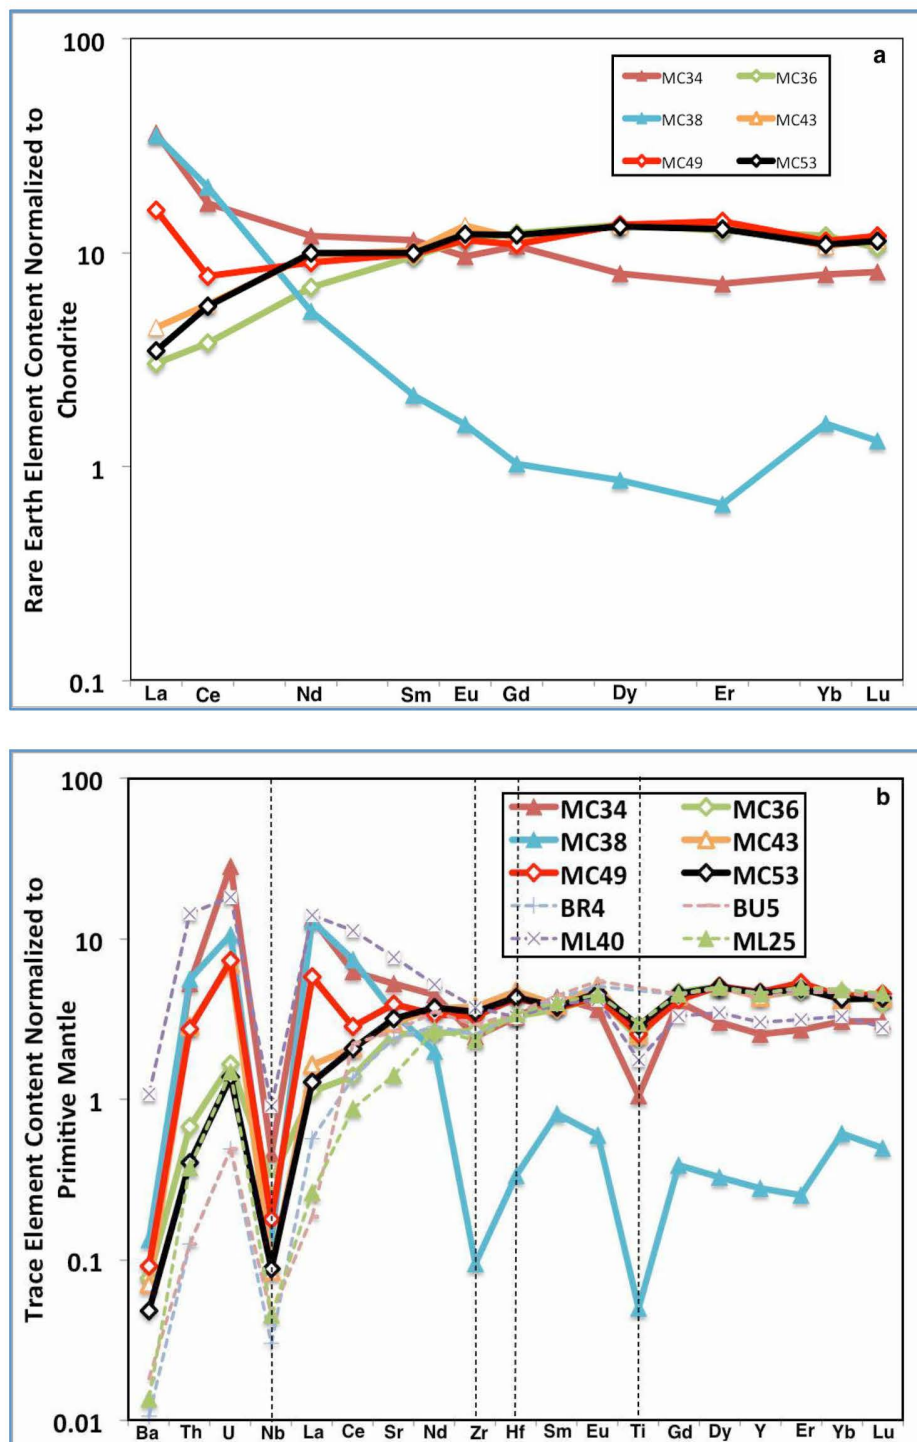 Rare Earth Element Content Normalized to
Chondrite
100
10
1
0.1
a
MC34 MC36
MC38 MC43
MC49 MC53
La Ce Nd Sm Eu Gd Dy Er Yb Lu
Trace Element Content Normalized to
Primitive Mantle
100
10
1
0.1
0.01
b
MC34 MC36
MC38 MC43
MC49 MC53
BR4 BU5
ML40 ML25
Ba Th U Nb La Ce Sr Nd Zr Hf Sm Eu Ti Gd Dy Y Er Yb Lu